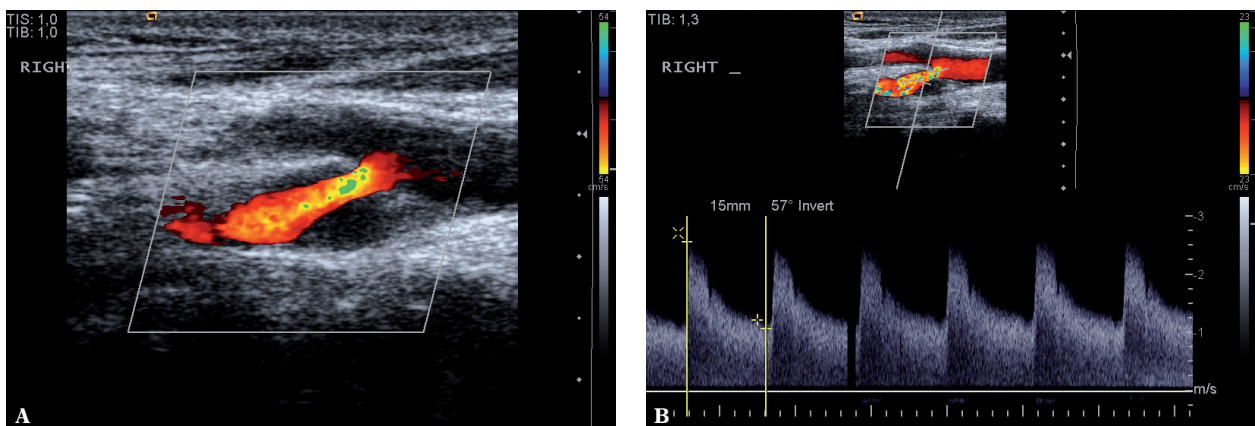 TIS: 1,0
TIB: 1,0
RIGH
54
54
cm/s
A
TIB: 1,3
RIGHT _
23
23
cm/s
15mm 57° Invert
-3
-2
-1
m/s
B